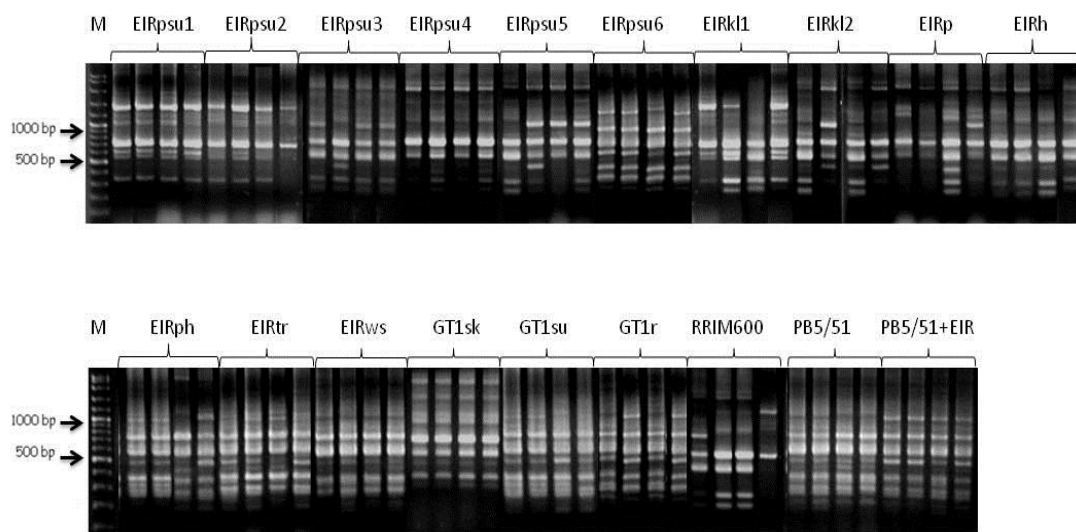 M EIRpsu1 EIRpsu2 EIRpsu3 EIRpsu4 EIRpsu5 EIRpsu6 EIRkl1 EIRkl2 EIRp EIRh
1000 bp
500 bp
M EIRph EIRtr EIRws GT1sk GT1su GT1r RRIM600 PB5/51 PB5/51+EIR
1000 bp
500 bp